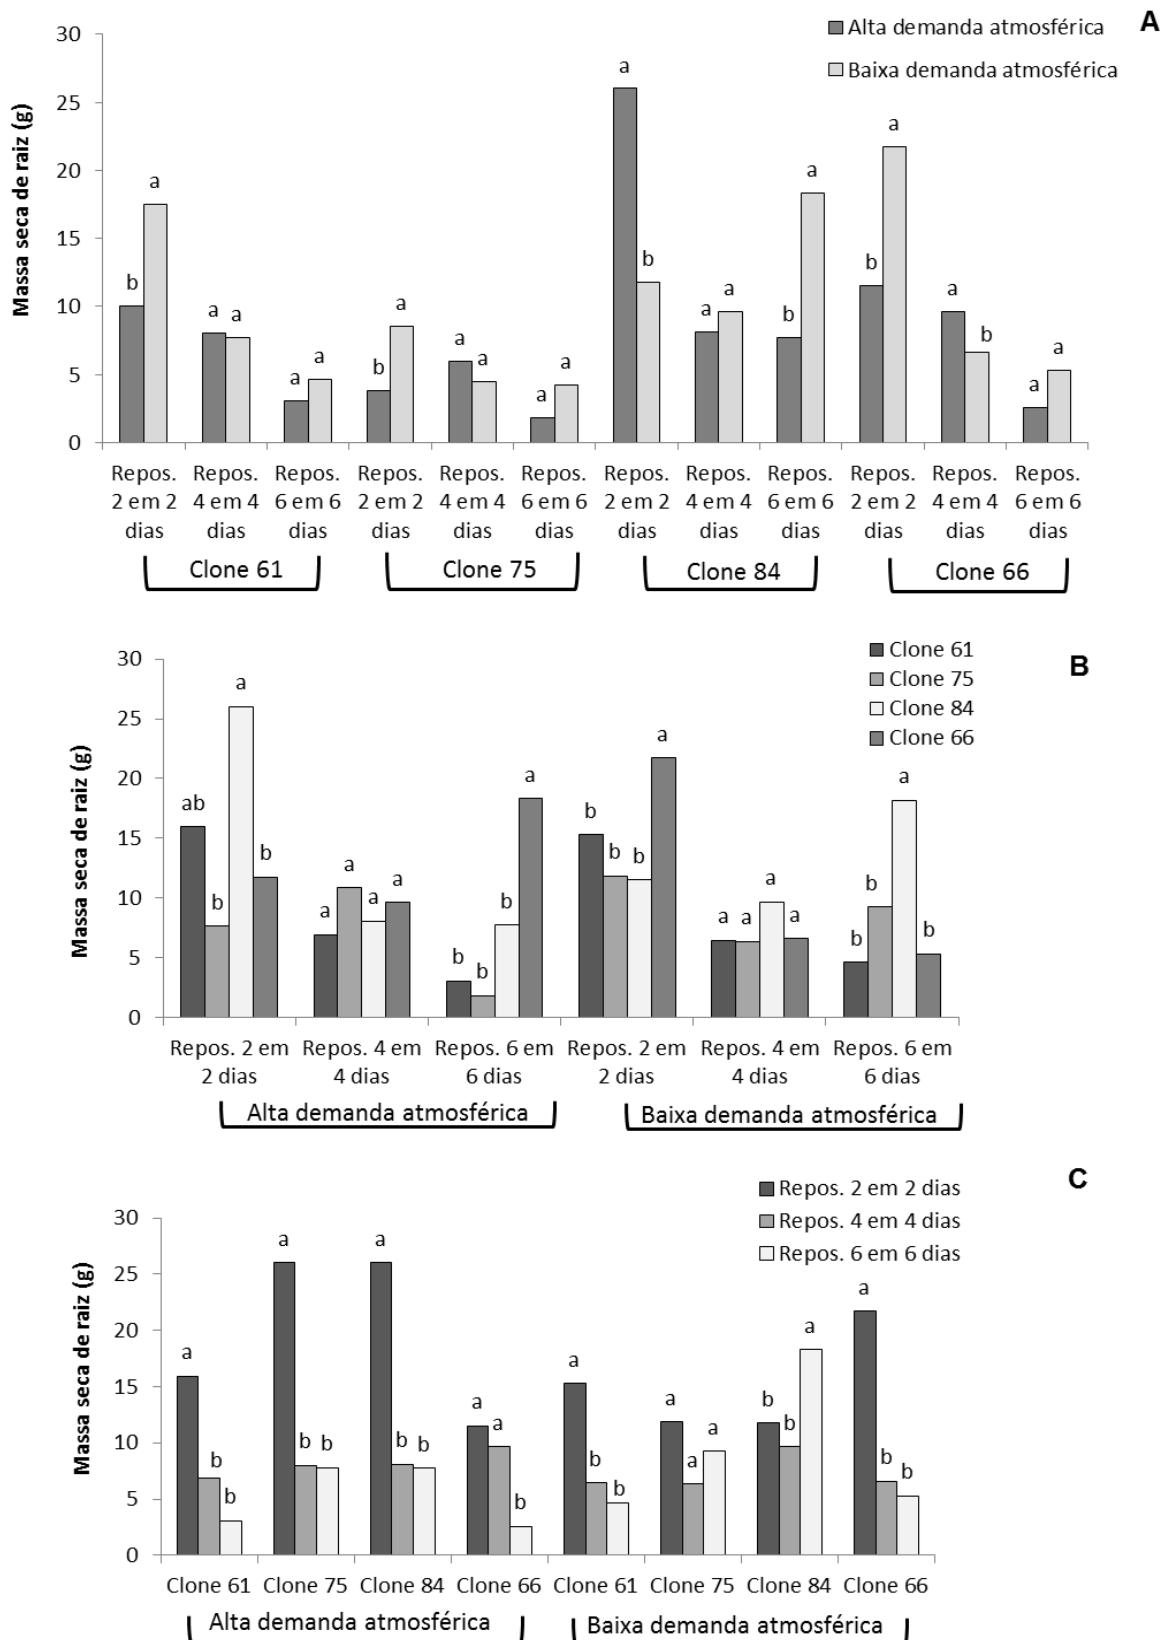 A
Alta demanda atmosférica
Baixa demanda atmosférica
Massa seca de raiz (g)
30
25
20
15
10
5
0
b a a a a a b a a a a a a b a a b a b a a b a a
Repos. Repos. Repos. Repos. Repos. Repos. Repos. Repos. Repos. Repos. Repos. Repos.
2 em 2 4 em 4 6 em 6 2 em 2 4 em 4 6 em 6 2 em 2 4 em 4 6 em 6 2 em 2 4 em 4 6 em 6
dias dias dias dias dias dias dias dias dias dias dias dias
Clone 61 Clone 75 Clone 84 Clone 66
B
Clone 61
Clone 75
Clone 84
Clone 66
Massa seca de raiz (g)
30
25
20
15
10
5
0
ab b a b a a a a b b b a b b b a a a a a b b a b
Repos. 2 em Repos. 4 em Repos. 6 em Repos. 2 em Repos. 4 em Repos. 6 em
2 dias 4 dias 6 dias 2 dias 4 dias 6 dias
Alta demanda atmosférica Baixa demanda atmosférica
C
Repos. 2 em 2 dias
Repos. 4 em 4 dias
Repos. 6 em 6 dias
Massa seca de raiz (g)
30
25
20
15
10
5
0
a b b a b b a b b a a b a b b a a a b b a a b b
Clone 61 Clone 75 Clone 84 Clone 66 Clone 61 Clone 75 Clone 84 Clone 66
Alta demanda atmosférica Baixa demanda atmosférica